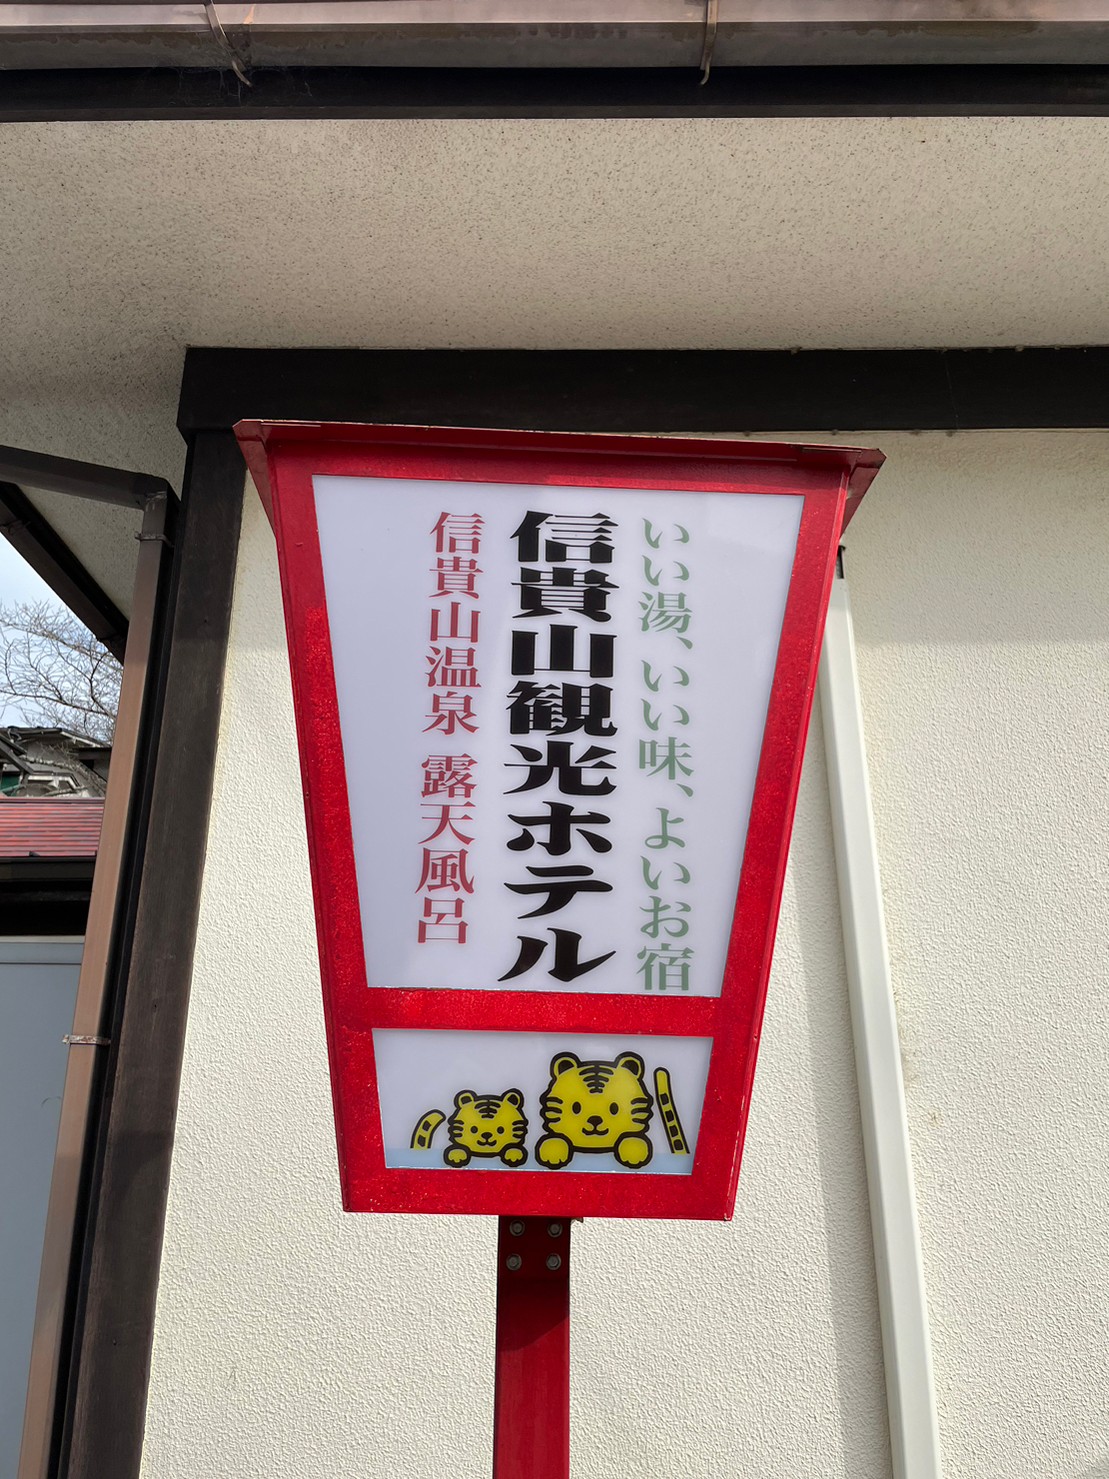 いい湯、いい味、よいお宿
信貴山観光ホテル
信貴山温泉 露天風呂